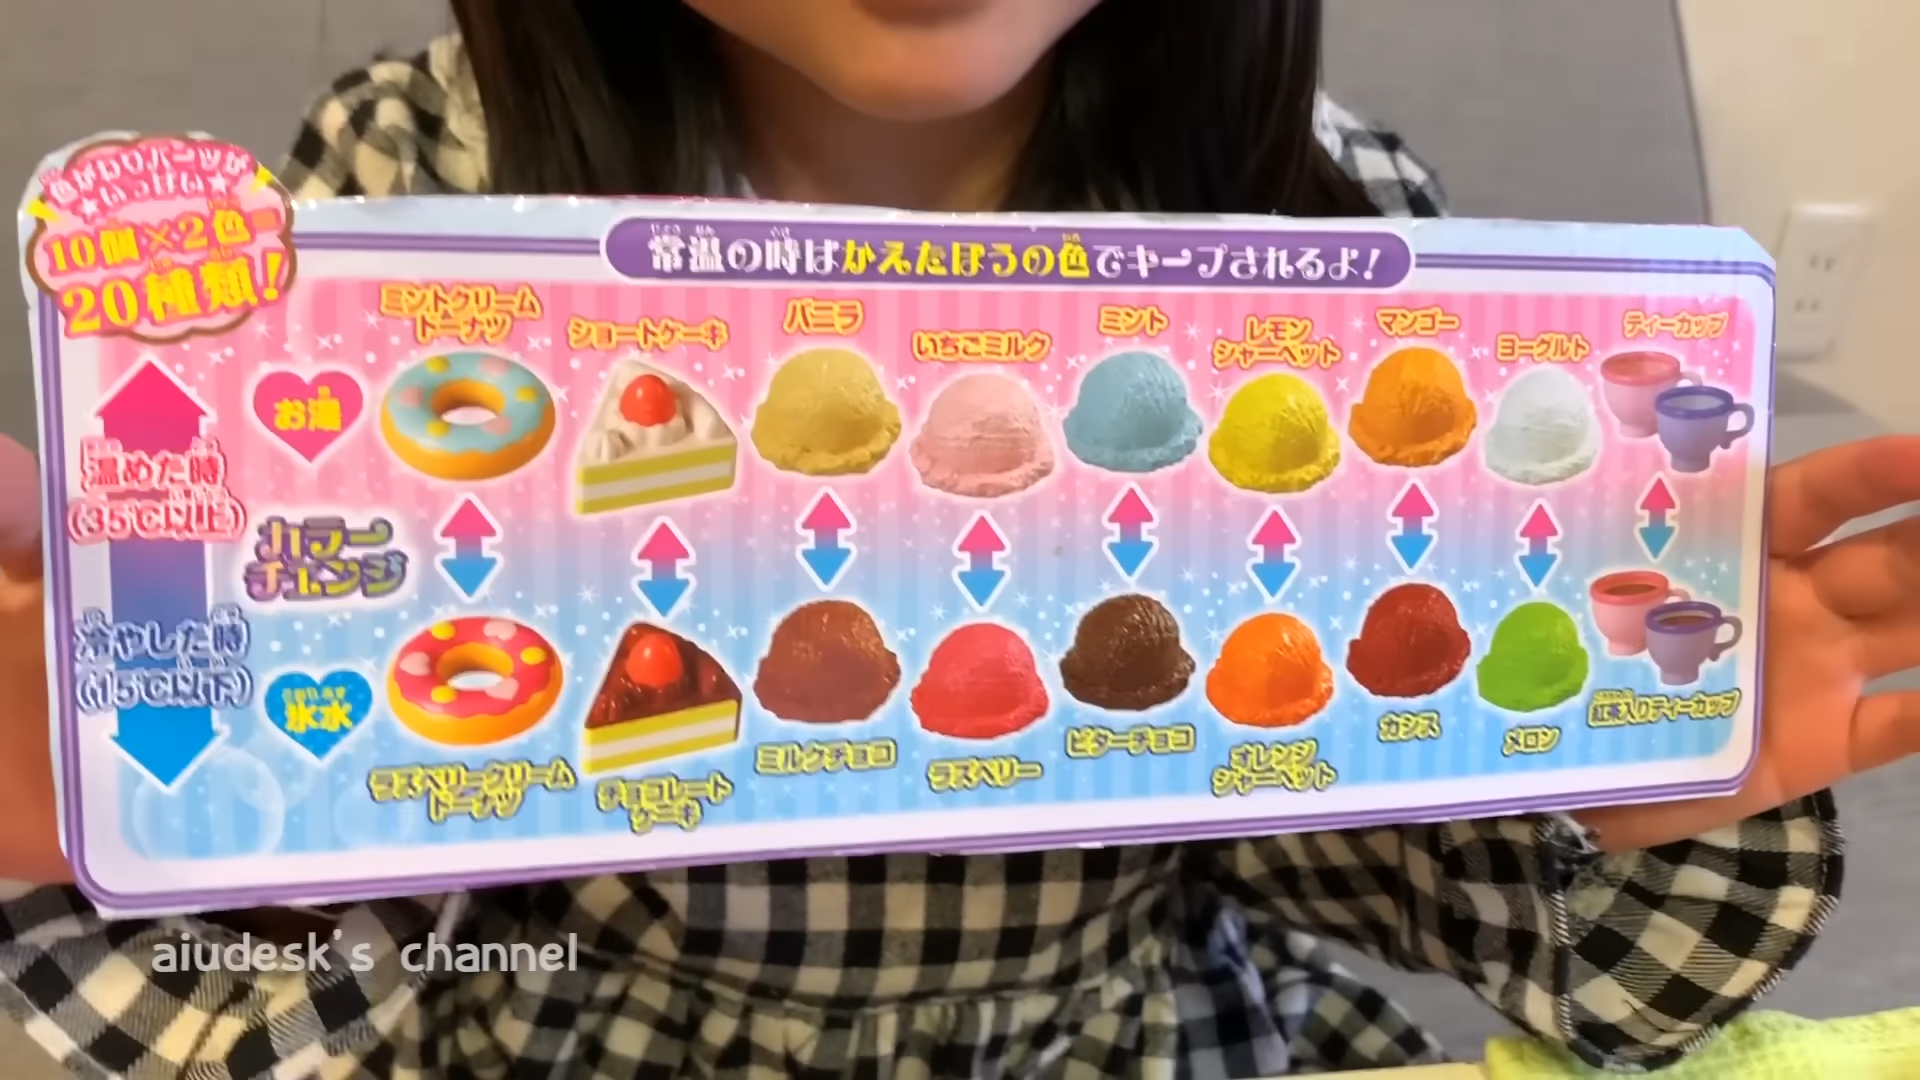 色がわりパーツが
★いっぱい★
10個×2色=
20種類!
常温の時はかえたほうの色でキープされるよ!
ミントクリーム
ドーナツ
ショートケーキ
バニラ
いちごミルク
ミント
レモン
シャーベット
マンゴー
ヨーグルト
ティーカップ
お湯
温めた時
(35℃以上)
カラー
チェンジ
冷やした時
(15℃以下)
氷水
ラズベリークリーム
ドーナツ
チョコレート
ケーキ
ミルクチョコ
ラズベリー
ビターチョコ
オレンジ
シャーベット
カシス
メロン
紅茶入りティーカップ
aiudesk's channel